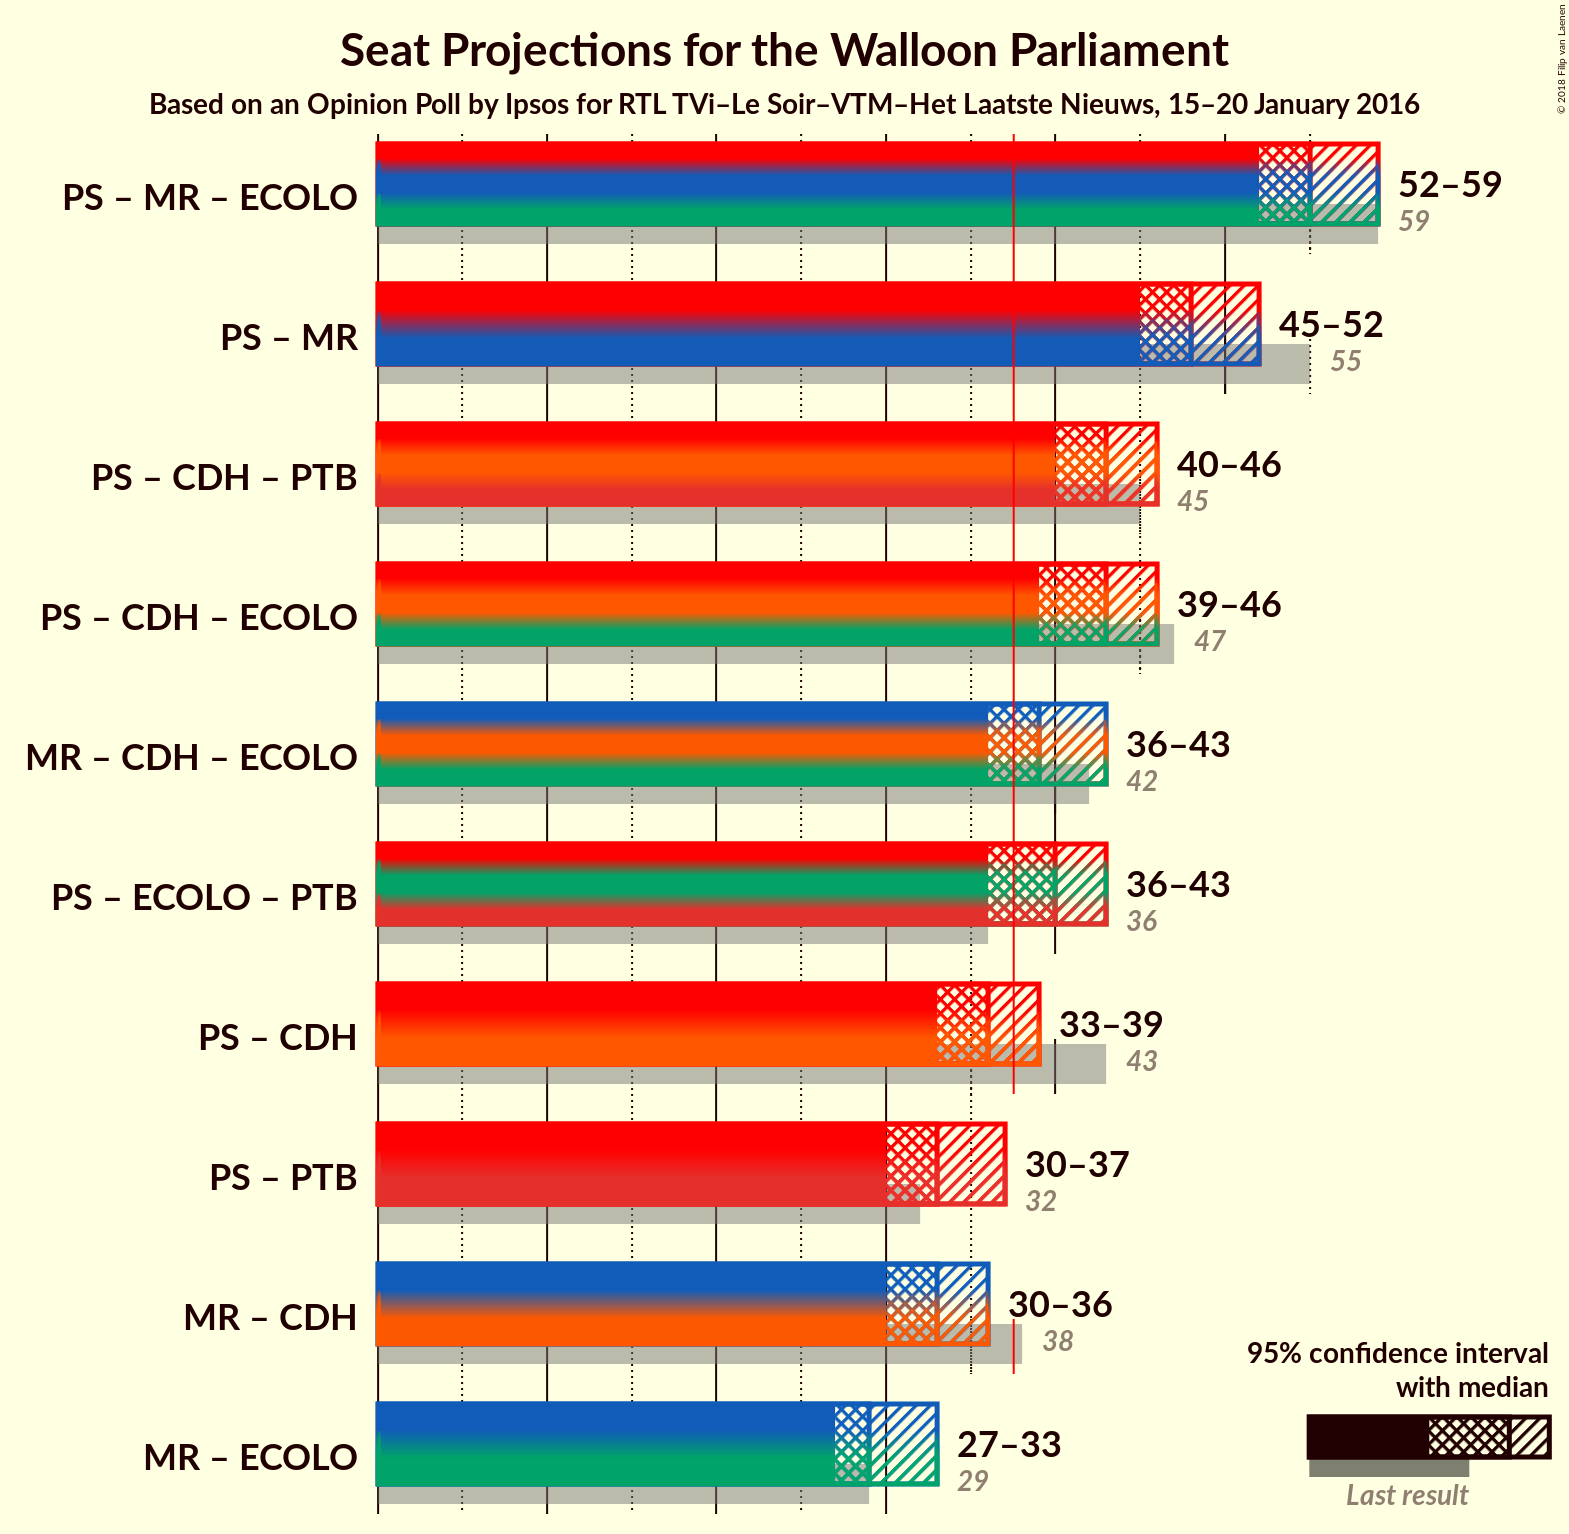 Seat Projections for the Walloon Parliament
Based on an Opinion Poll by Ipsos for RTL TVi–Le Soir–VTM–Het Laatste Nieuws, 15–20 January 2016
© 2018 Filip van Laenen
PS – MR – ECOLO
52–59
59
PS – MR
45–52
55
PS – CDH – PTB
40–46
45
PS – CDH – ECOLO
39–46
47
MR – CDH – ECOLO
36–43
42
PS – ECOLO – PTB
36–43
36
PS – CDH
33–39
43
PS – PTB
30–37
32
MR – CDH
30–36
38
MR – ECOLO
27–33
29
95% confidence interval
with median
Last result